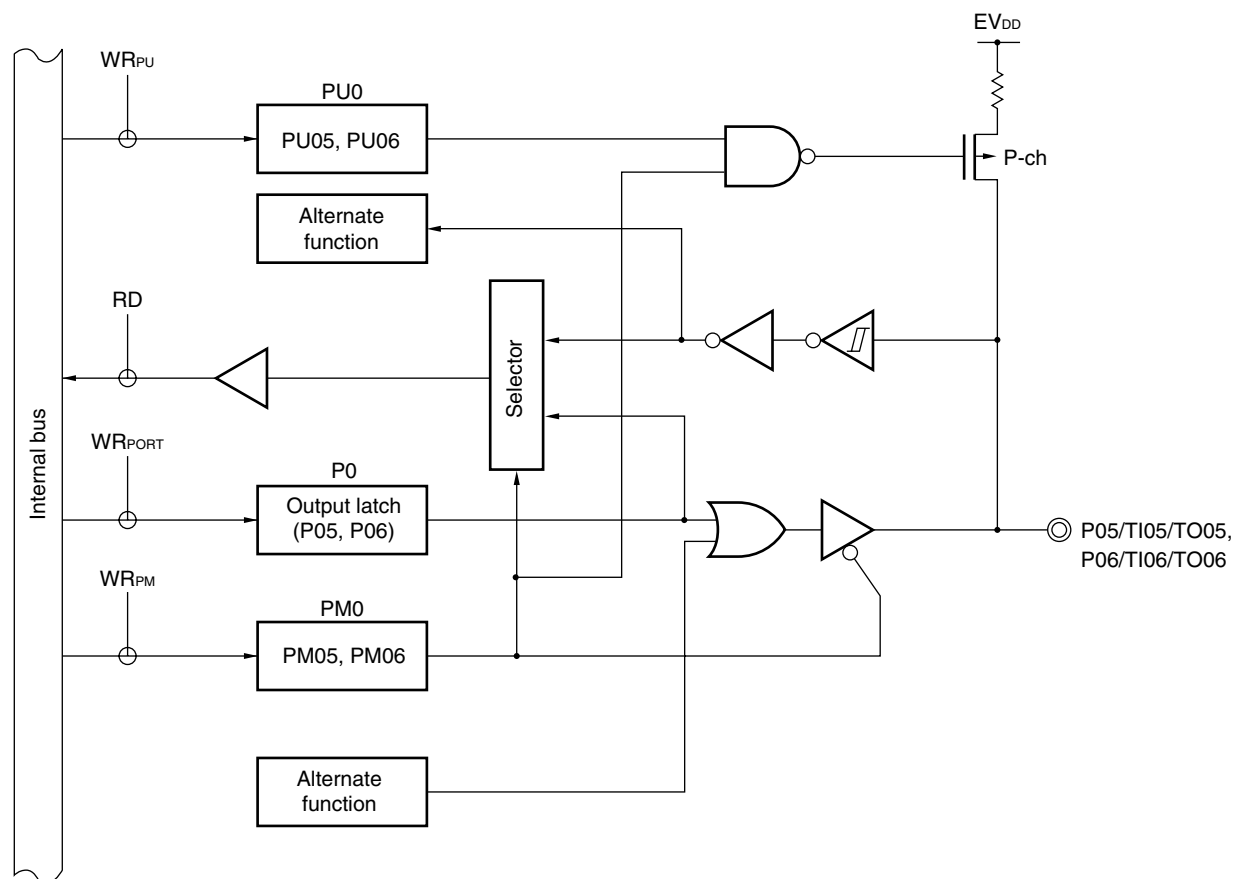 EVDD
WRPU
PU0
PU05, PU06
P-ch
Alternate
function
RD
Selector
Internal bus
WRPORT
P0
Output latch
(P05, P06)
P05/TI05/TO05,
P06/TI06/TO06
WRPM
PM0
PM05, PM06
Alternate
function